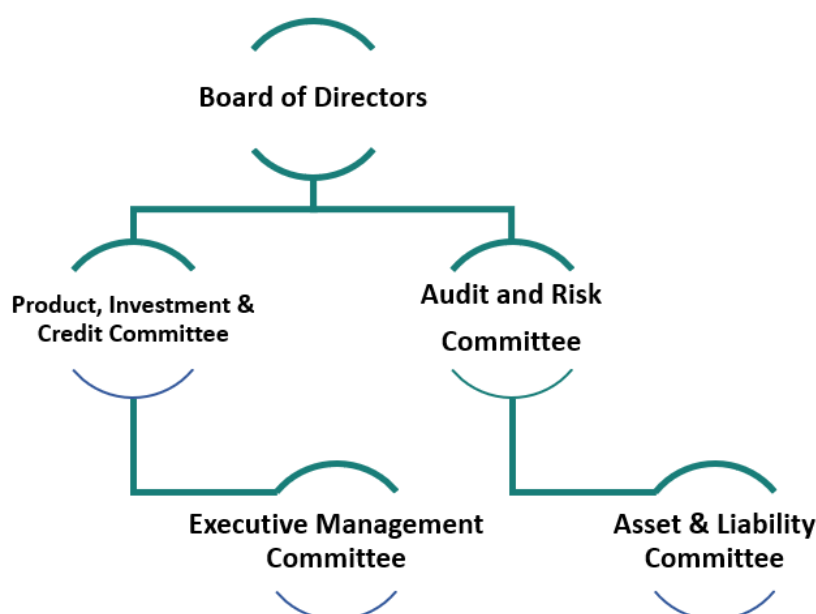 Board of Directors
Product, Investment &
Credit Committee
Audit and Risk
Committee
Executive Management
Committee
Asset & Liability
Committee